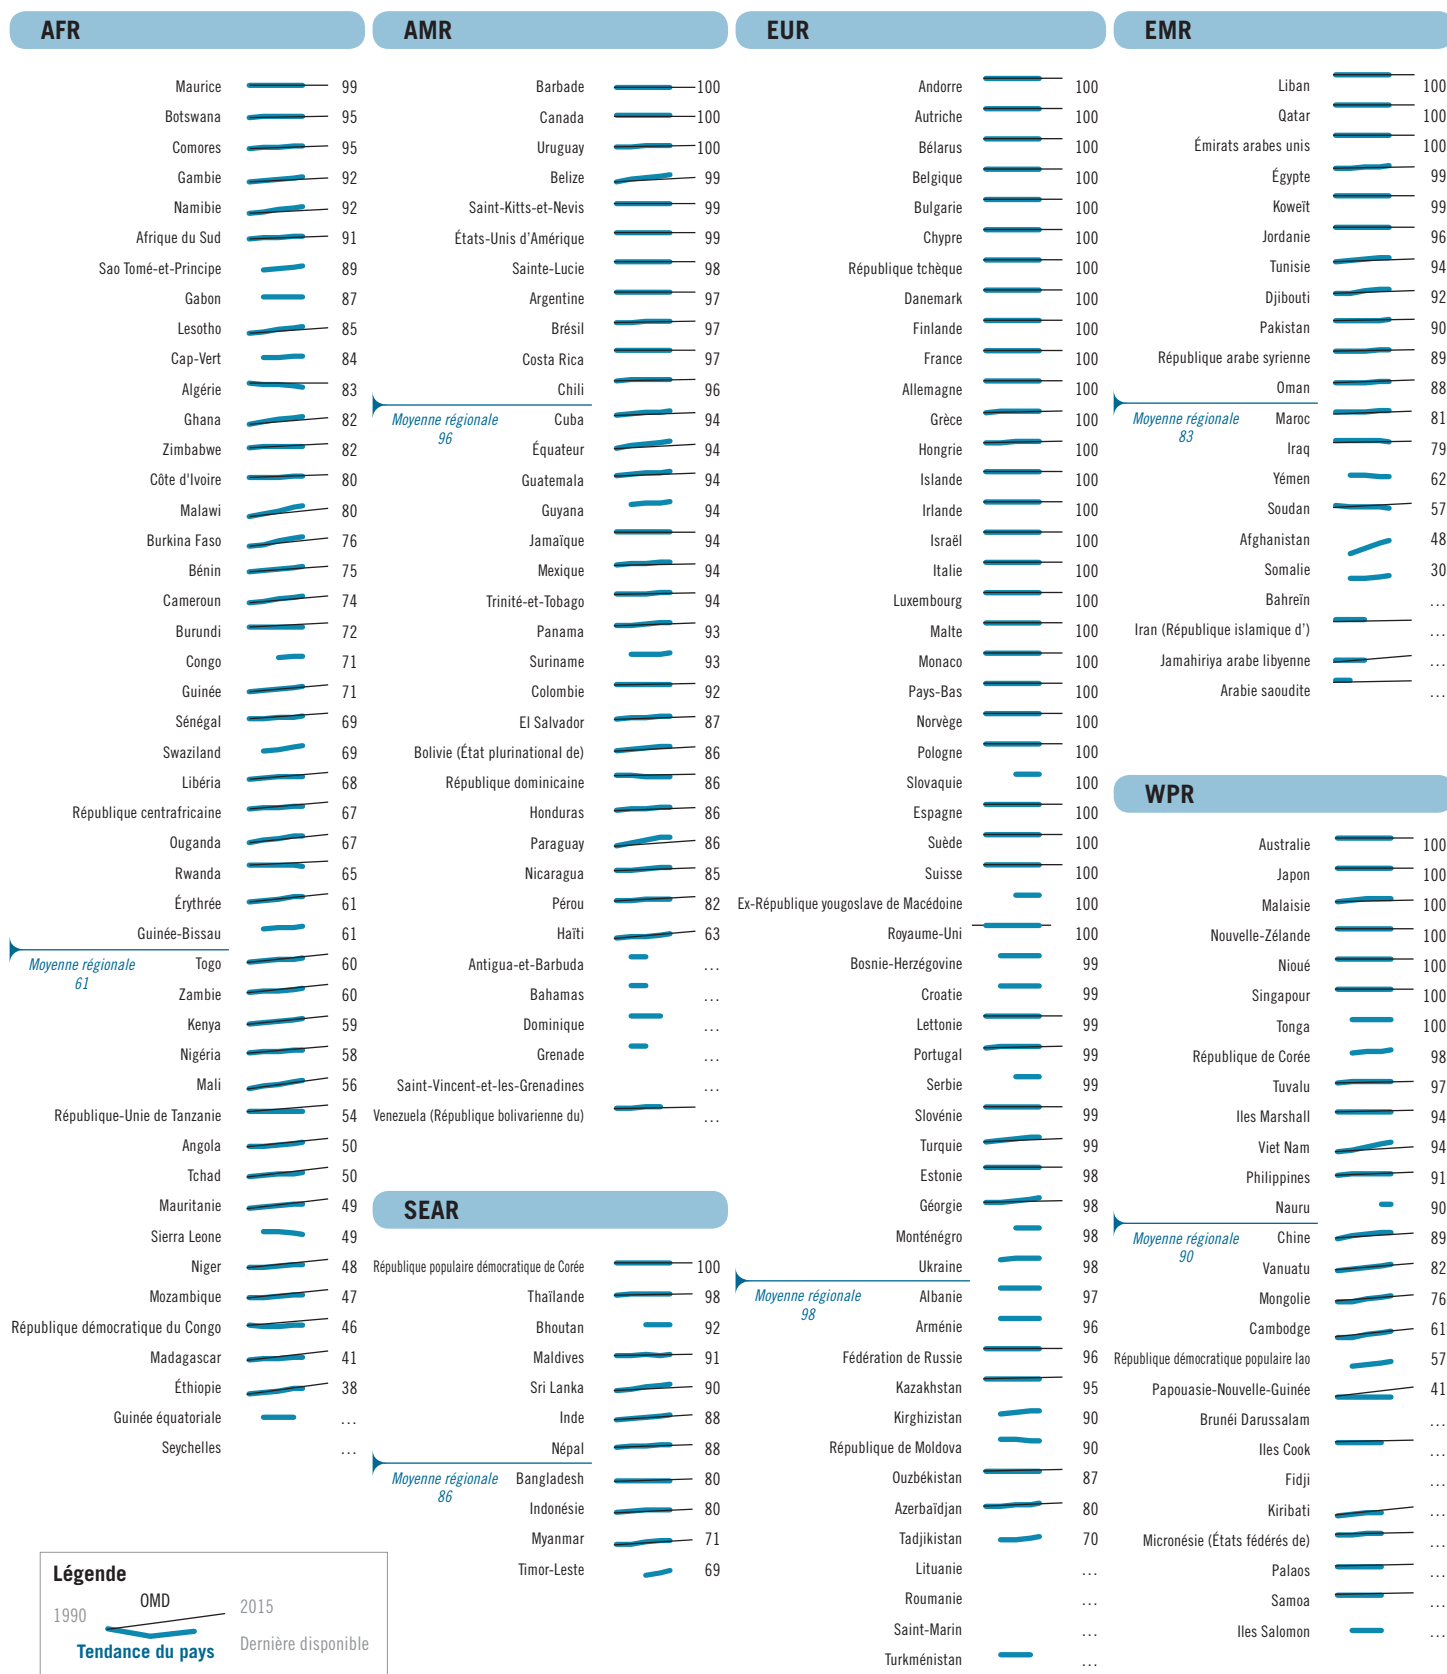 AFR
Maurice 99
Botswana 95
Comores 95
Gambie 92
Namibie 92
Afrique du Sud 91
Sao Tomé-et-Principe 89
Gabon 87
Lesotho 85
Cap-Vert 84
Algérie 83
Ghana 82
Zimbabwe 82
Côte d'Ivoire 80
Malawi 80
Burkina Faso 76
Bénin 75
Cameroun 74
Burundi 72
Congo 71
Guinée 71
Sénégal 69
Swaziland 69
Libéria 68
République centrafricaine 67
Ouganda 67
Rwanda 65
Érythrée 61
Guinée-Bissau 61
Moyenne régionale
61
Togo 60
Zambie 60
Kenya 59
Nigéria 58
Mali 56
République-Unie de Tanzanie 54
Angola 50
Tchad 50
Mauritanie 49
Sierra Leone 49
Niger 48
Mozambique 47
République démocratique du Congo 46
Madagascar 41
Éthiopie 38
Guinée équatoriale ...
Seychelles ...
Légende
1990 OMD 2015
Tendance du pays Dernière disponible
AMR
Barbade 100
Canada 100
Uruguay 100
Belize 99
Saint-Kitts-et-Nevis 99
États-Unis d'Amérique 99
Sainte-Lucie 98
Argentine 97
Brésil 97
Costa Rica 97
Chili 96
Moyenne régionale
96
Cuba 94
Équateur 94
Guatemala 94
Guyana 94
Jamaïque 94
Mexique 94
Trinité-et-Tobago 94
Panama 93
Suriname 93
Colombie 92
El Salvador 87
Bolivie (État plurinational de) 86
République dominicaine 86
Honduras 86
Paraguay 86
Nicaragua 85
Pérou 82
Haïti 63
Antigua-et-Barbuda ...
Bahamas ...
Dominique ...
Grenade ...
Saint-Vincent-et-les-Grenadines ...
Venezuela (République bolivarienne du) ...
SEAR
République populaire démocratique de Corée 100
Thaïlande 98
Bhoutan 92
Maldives 91
Sri Lanka 90
Inde 88
Népal 88
Moyenne régionale
86
Bangladesh 80
Indonésie 80
Myanmar 71
Timor-Leste 69
EUR
Andorre 100
Autriche 100
Bélarus 100
Belgique 100
Bulgarie 100
Chypre 100
République tchèque 100
Danemark 100
Finlande 100
France 100
Allemagne 100
Grèce 100
Hongrie 100
Islande 100
Irlande 100
Israël 100
Italie 100
Luxembourg 100
Malte 100
Monaco 100
Pays-Bas 100
Norvège 100
Pologne 100
Slovaquie 100
Espagne 100
Suède 100
Suisse 100
Ex-République yougoslave de Macédoine 100
Royaume-Uni 100
Bosnie-Herzégovine 99
Croatie 99
Lettonie 99
Portugal 99
Serbie 99
Slovénie 99
Turquie 99
Estonie 98
Géorgie 98
Monténégro 98
Ukraine 98
Moyenne régionale
98
Albanie 97
Arménie 96
Fédération de Russie 96
Kazakhstan 95
Kirghizistan 90
République de Moldova 90
Ouzbékistan 87
Azerbaïdjan 80
Tadjikistan 70
Lituanie ...
Roumanie ...
Saint-Marin ...
Turkménistan ...
EMR
Liban 100
Qatar 100
Émirats arabes unis 100
Égypte 99
Koweït 99
Jordanie 96
Tunisie 94
Djibouti 92
Pakistan 90
République arabe syrienne 89
Oman 88
Moyenne régionale
83
Maroc 81
Iraq 79
Yémen 62
Soudan 57
Afghanistan 48
Somalie 30
Bahreïn ...
Iran (République islamique d') ...
Jamahiriya arabe libyenne ...
Arabie saoudite ...
WPR
Australie 100
Japon 100
Malaisie 100
Nouvelle-Zélande 100
Nioué 100
Singapour 100
Tonga 100
République de Corée 98
Tuvalu 97
Iles Marshall 94
Viet Nam 94
Philippines 91
Nauru 90
Moyenne régionale
90
Chine 89
Vanuatu 82
Mongolie 76
Cambodge 61
République démocratique populaire lao 57
Papouasie-Nouvelle-Guinée 41
Brunéi Darussalam ...
Iles Cook ...
Fidji ...
Kiribati ...
Micronésie (États fédérés de) ...
Palaos ...
Samoa ...
Iles Salomon ...